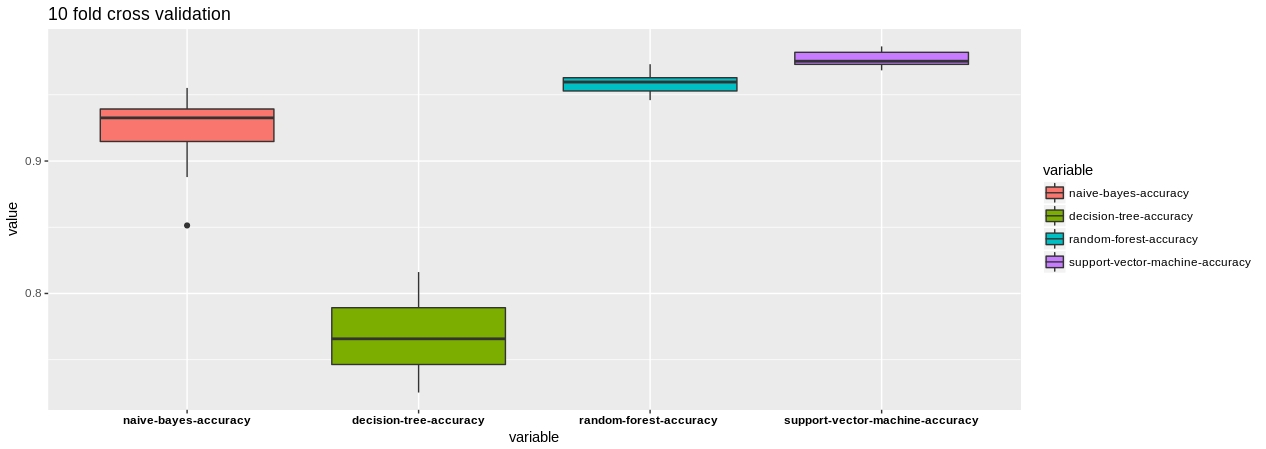 10 fold cross validation
value
0.9
0.8
naive-bayes-accuracy
decision-tree-accuracy
random-forest-accuracy
support-vector-machine-accuracy
variable
variable
naive-bayes-accuracy
decision-tree-accuracy
random-forest-accuracy
support-vector-machine-accuracy